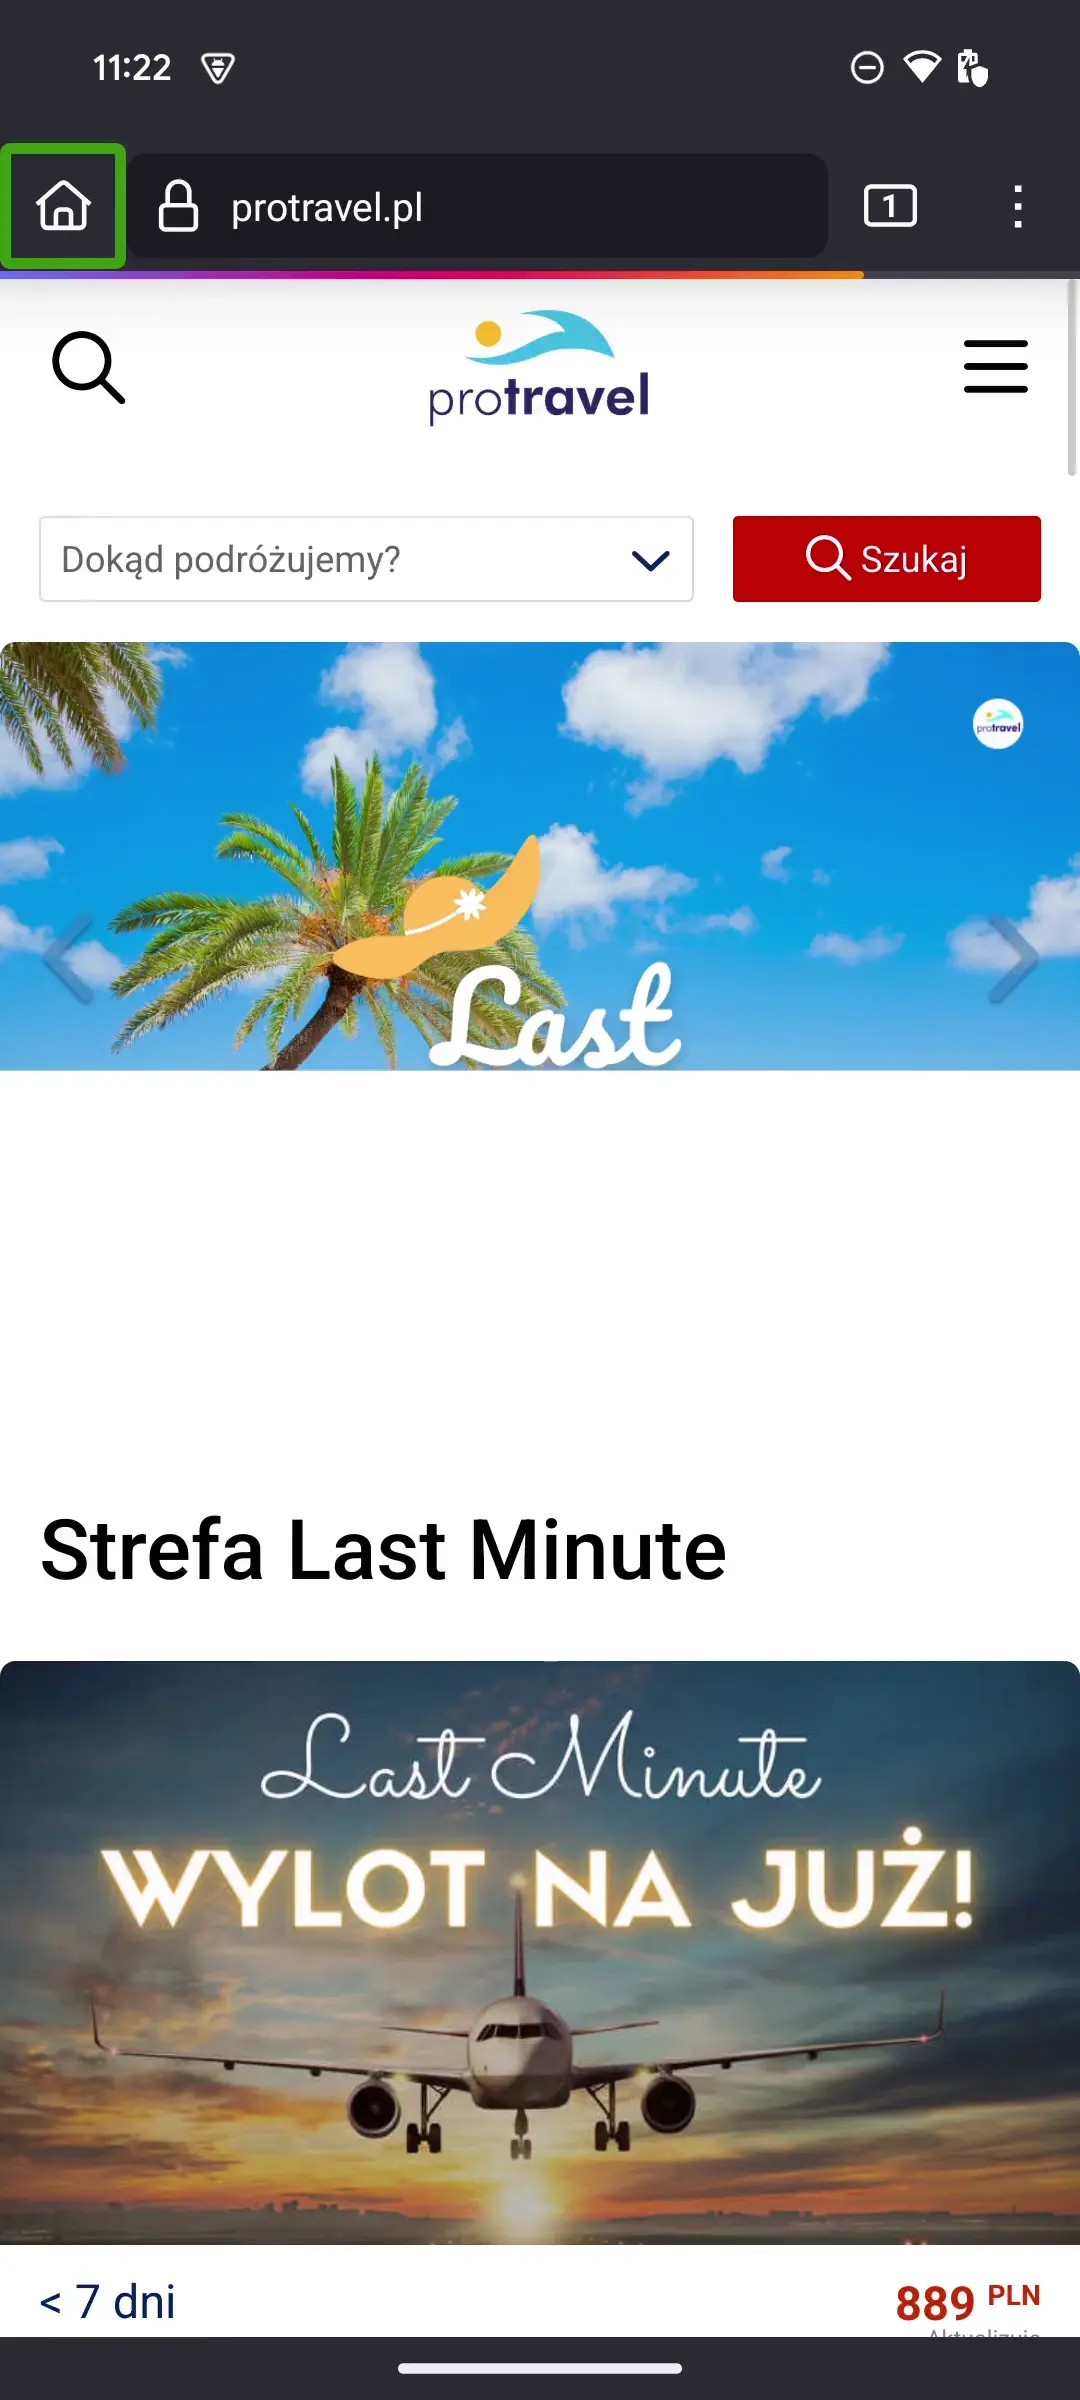 11:22
protravel.pl
1
protravel
Dokąd podróżujemy?
Szukaj
protravel
Last
Strefa Last Minute
Last Minute
WYLOT NA JUŻ!
< 7 dni
889 PLN